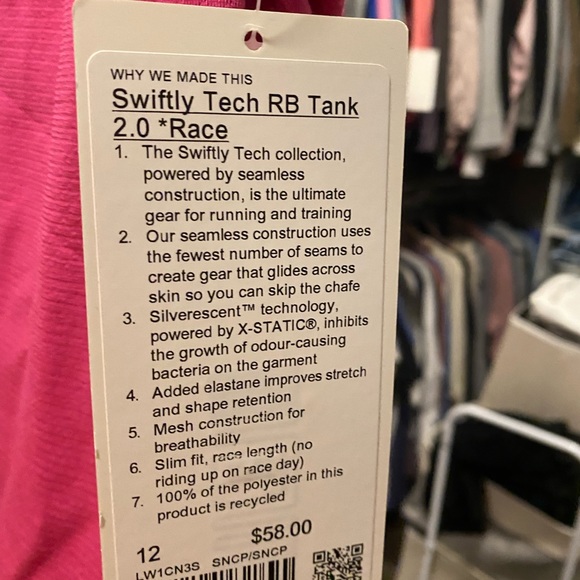 WHY WE MADE THIS
Swiftly Tech RB Tank
2.0 *Race
1. The Swiftly Tech collection,
powered by seamless
construction, is the ultimate
gear for running and training
2. Our seamless construction uses
the fewest number of seams to
create gear that glides across
skin so you can skip the chafe
3. Silverescent™ technology,
powered by X-STATIC®, inhibits
the growth of odour-causing
bacteria on the garment
4. Added elastane improves stretch
and shape retention
5. Mesh construction for
breathability
6. Slim fit, race length (no
riding up on race day)
7. 100% of the polyester in this
product is recycled
$58.00
12
LW1CN3S SNCP/SNCP